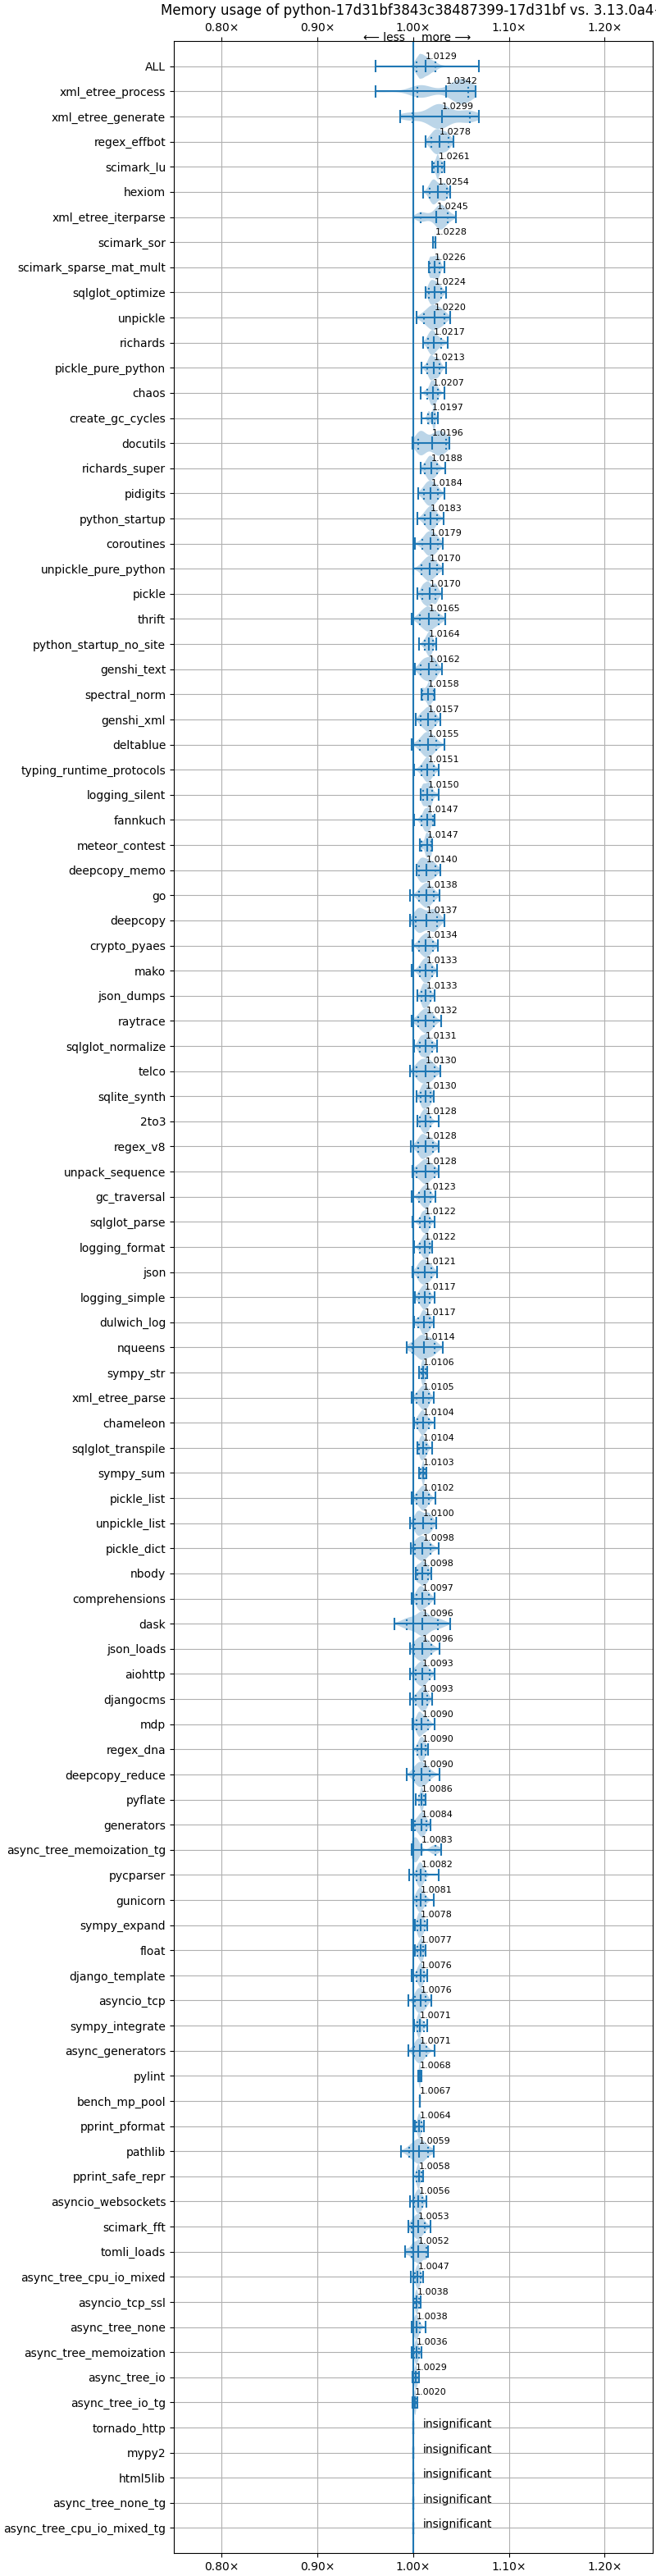 Memory usage of python-17d31bf3843c38487399-17d31bf vs. 3.13.0a4-
0.80× 0.90× 1.00× 1.10× 1.20×
⟵ less more ⟶
ALL 1.0129
xml_etree_process 1.0342
xml_etree_generate 1.0299
regex_effbot 1.0278
scimark_lu 1.0261
hexiom 1.0254
xml_etree_iterparse 1.0245
scimark_sor 1.0228
scimark_sparse_mat_mult 1.0226
sqlglot_optimize 1.0224
unpickle 1.0220
richards 1.0217
pickle_pure_python 1.0213
chaos 1.0207
create_gc_cycles 1.0197
docutils 1.0196
richards_super 1.0188
pidigits 1.0184
python_startup 1.0183
coroutines 1.0179
unpickle_pure_python 1.0170
pickle 1.0170
thrift 1.0165
python_startup_no_site 1.0164
genshi_text 1.0162
spectral_norm 1.0158
genshi_xml 1.0157
deltablue 1.0155
typing_runtime_protocols 1.0151
logging_silent 1.0150
fannkuch 1.0147
meteor_contest 1.0147
deepcopy_memo 1.0140
go 1.0138
deepcopy 1.0137
crypto_pyaes 1.0134
mako 1.0133
json_dumps 1.0133
raytrace 1.0132
sqlglot_normalize 1.0131
telco 1.0130
sqlite_synth 1.0130
2to3 1.0128
regex_v8 1.0128
unpack_sequence 1.0128
gc_traversal 1.0123
sqlglot_parse 1.0122
logging_format 1.0122
json 1.0121
logging_simple 1.0117
dulwich_log 1.0117
nqueens 1.0114
sympy_str 1.0106
xml_etree_parse 1.0105
chameleon 1.0104
sqlglot_transpile 1.0104
sympy_sum 1.0103
pickle_list 1.0102
unpickle_list 1.0100
pickle_dict 1.0098
nbody 1.0098
comprehensions 1.0097
dask 1.0096
json_loads 1.0096
aiohttp 1.0093
djangocms 1.0093
mdp 1.0090
regex_dna 1.0090
deepcopy_reduce 1.0090
pyflate 1.0086
generators 1.0084
async_tree_memoization_tg 1.0083
pycparser 1.0082
gunicorn 1.0081
sympy_expand 1.0078
float 1.0077
django_template 1.0076
asyncio_tcp 1.0076
sympy_integrate 1.0071
async_generators 1.0071
pylint 1.0068
bench_mp_pool 1.0067
pprint_pformat 1.0064
pathlib 1.0059
pprint_safe_repr 1.0058
asyncio_websockets 1.0056
scimark_fft 1.0053
tomli_loads 1.0052
async_tree_cpu_io_mixed 1.0047
asyncio_tcp_ssl 1.0038
async_tree_none 1.0038
async_tree_memoization 1.0036
async_tree_io 1.0029
async_tree_io_tg 1.0020
tornado_http insignificant
mypy2 insignificant
html5lib insignificant
async_tree_none_tg insignificant
async_tree_cpu_io_mixed_tg insignificant
0.80× 0.90× 1.00× 1.10× 1.20×